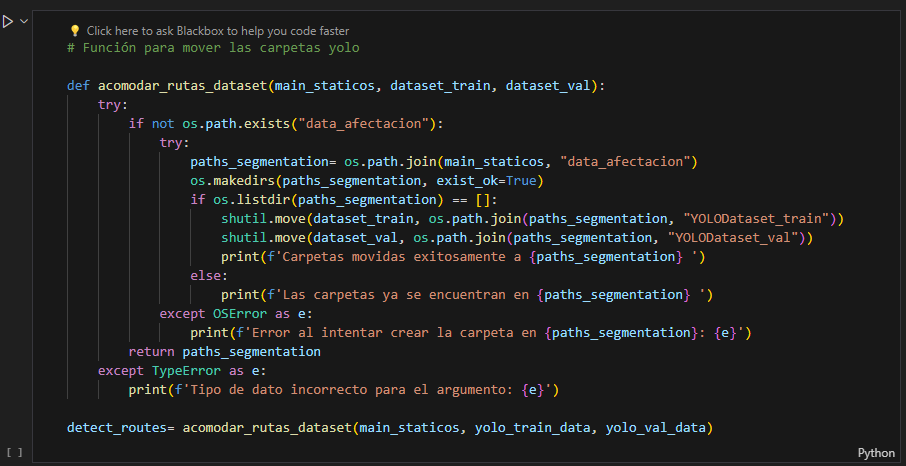 Click here to ask Blackbox to help you code faster
# Función para mover las carpetas yolo
def acomodar_rutas_dataset(main_staticos, dataset_train, dataset_val):
try:
if not os.path.exists("data_afectacion"):
try:
paths_segmentation= os.path.join(main_staticos, "data_afectacion")
os.makedirs(paths_segmentation, exist_ok=True)
if os.listdir(paths_segmentation) == []:
shutil.move(dataset_train, os.path.join(paths_segmentation, "YOLODataset_train"))
shutil.move(dataset_val, os.path.join(paths_segmentation, "YOLODataset_val"))
print(f'Carpetas movidas exitosamente a {paths_segmentation} ')
else:
print(f'Las carpetas ya se encuentran en {paths_segmentation} ')
except OSError as e:
print(f'Error al intentar crear la carpeta en {paths_segmentation}: {e}')
return paths_segmentation
except TypeError as e:
print(f'Tipo de dato incorrecto para el argumento: {e}')
detect_routes= acomodar_rutas_dataset(main_staticos, yolo_train_data, yolo_val_data)
[ ]
Python